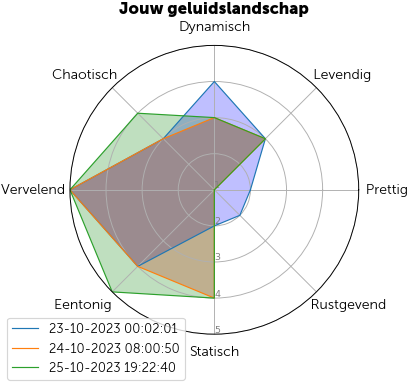 Jouw geluidslandschap
Dynamisch
Chaotisch
Levendig
Vervelend
Prettig
2
3
4
5
Eentonig
Rustgevend
Statisch
23-10-2023 00:02:01
24-10-2023 08:00:50
25-10-2023 19:22:40